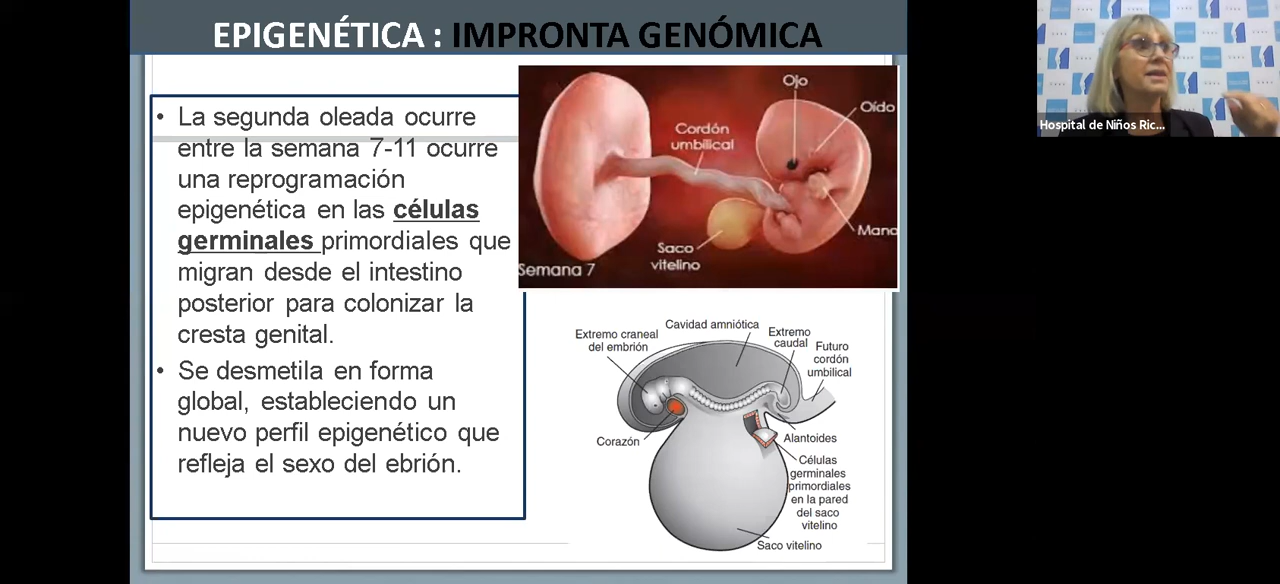 EPIGENÉTICA : IMPRONTA GENÓMICA
• La segunda oleada ocurre
entre la semana 7-11 ocurre
una reprogramación
epigenética en las células
germinales primordiales que
migran desde el intestino
posterior para colonizar la
cresta genital.
• Se desmetila en forma
global, estableciendo un
nuevo perfil epigenético que
refleja el sexo del ebrión.
Ojo
Oído
Cordón
umbilical
Mano
Saco
vitelino
Semana 7
Cavidad amniótica
Extremo craneal
del embrión
Extremo
caudal
Futuro
cordón
umbilical
Corazón
Alantoides
Células
germinales
primordiales
en la pared
del saco
vitelino
Saco vitelino
Hospital de Niños Ric...